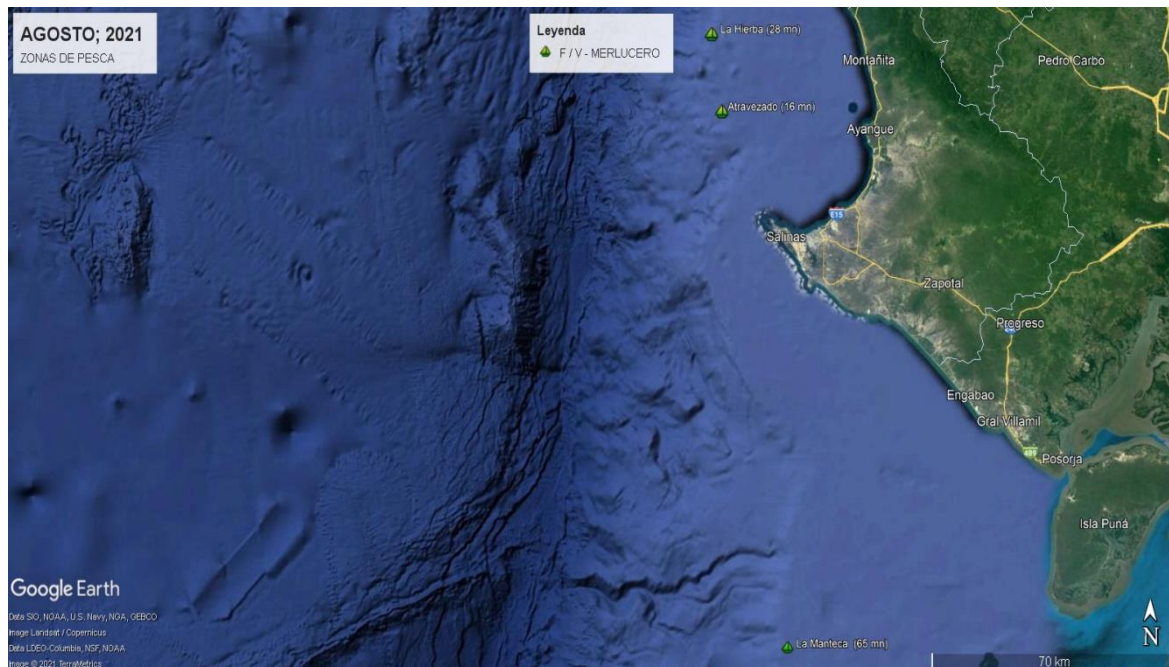 AGOSTO; 2021
ZONAS DE PESCA
Leyenda
F / V - MERLUCERO
La Hierba (28 mn)
Montañita
Pedro Carbo
Atravezado (16 mn)
Ayangue
E15
Salinas
Zapotal
Progreso
Engabao
Gral Villamil
489
Posorja
Isla Puná
Google Earth
Data SIO, NOAA, U.S. Navy, NGA, GEBCO
Image Landsat / Copernicus
Data LDEO-Columbia, NSF, NOAA
Image © 2021 TerraMetrics
La Manteca (65 mn)
N
70 km